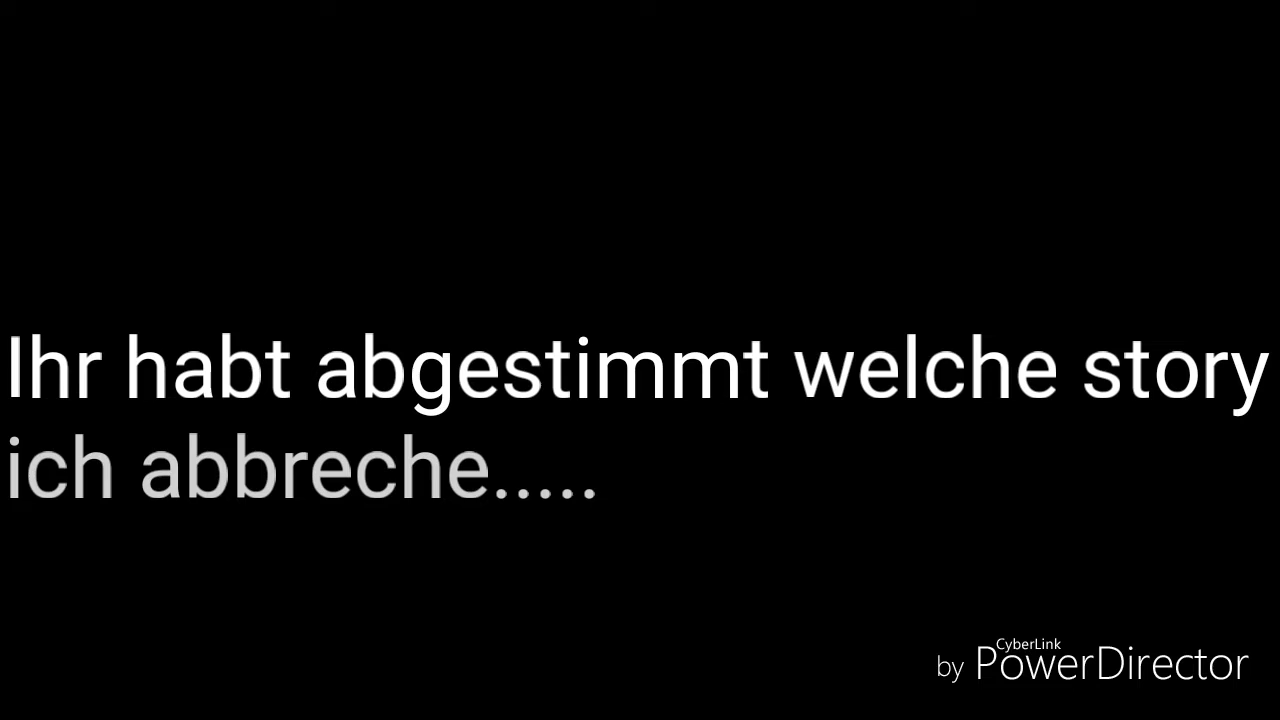 Ihr habt abgestimmt welche story
ich abbreche.....
CyberLink
by PowerDirector